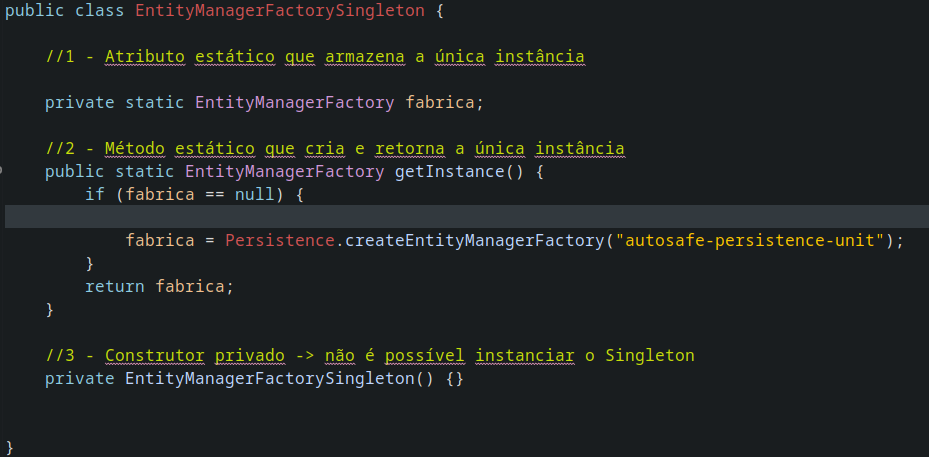 public class EntityManagerFactorySingleton {
//1 - Atributo estático que armazena a única instância
private static EntityManagerFactory fabrica;
//2 - Método estático que cria e retorna a única instância
public static EntityManagerFactory getInstance() {
if (fabrica == null) {
fabrica = Persistence.createEntityManagerFactory("autosafe-persistence-unit");
}
return fabrica;
}
//3 - Construtor privado -> não é possível instanciar o Singleton
private EntityManagerFactorySingleton() {}
}